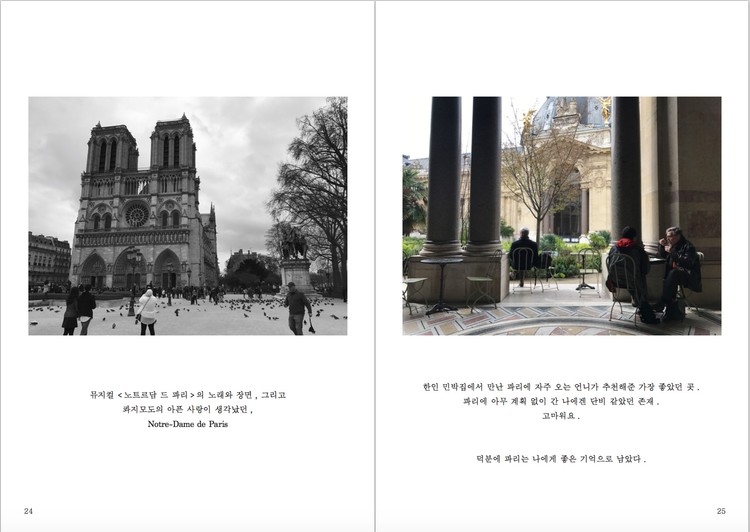 뮤지컬 <노트르담 드 파리>의 노래와 장면 , 그리고
콰지모도의 아픈 사랑이 생각났던 ,
Notre-Dame de Paris
24
한인 민박집에서 만난 파리에 자주 오는 언니가 추천해준 가장 좋았던 곳 .
파리에 아무 계획 없이 간 나에겐 단비 같았던 존재 .
고마워요 .
덕분에 파리는 나에게 좋은 기억으로 남았다 .
25